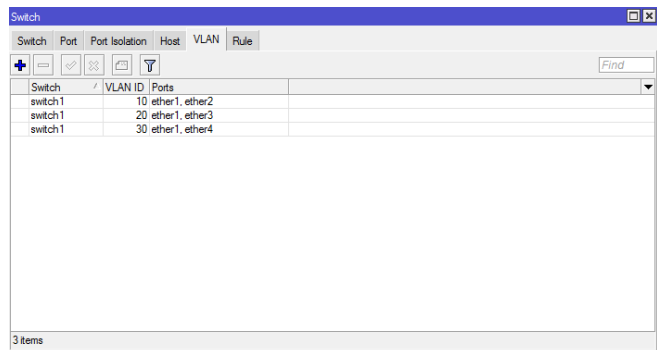 Switch
Switch Port Port Isolation Host VLAN Rule
Find
Switch VLAN ID Ports
switch1 10 ether1, ether2
switch1 20 ether1, ether3
switch1 30 ether1, ether4
3 items